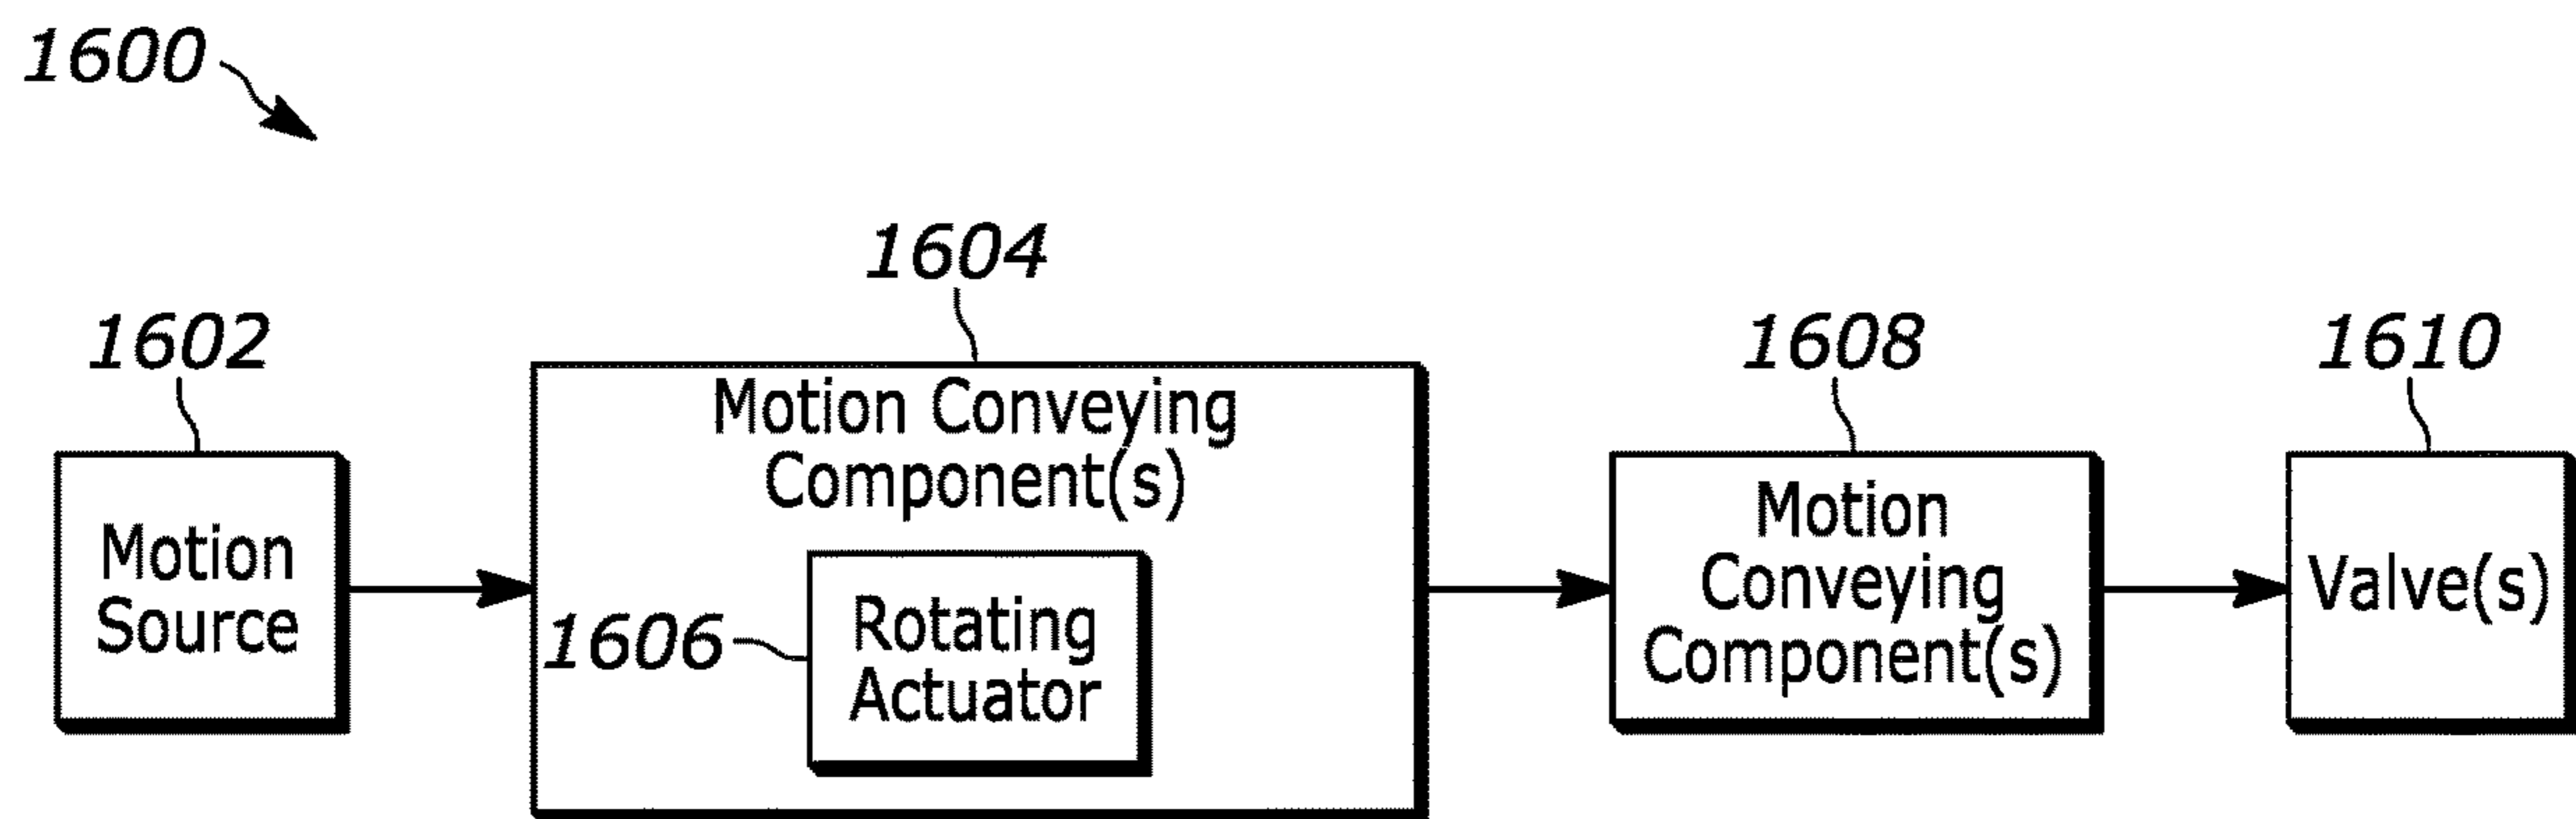 1600
1604
1602
1608
1610
Motion Conveying
Component(s)
Motion
Source
1606
Rotating
Actuator
Motion
Conveying
Component(s)
Valve(s)